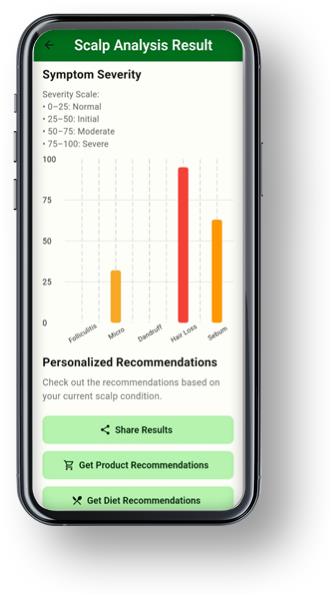 Scalp Analysis Result
Symptom Severity
Severity Scale:
• 0–25: Normal
• 25–50: Initial
• 50–75: Moderate
• 75–100: Severe
100
75
50
25
0
Folliculitis
Micro
Dandruff
Hair Loss
Sebum
Personalized Recommendations
Check out the recommendations based on
your current scalp condition.
Share Results
Get Product Recommendations
Get Diet Recommendations